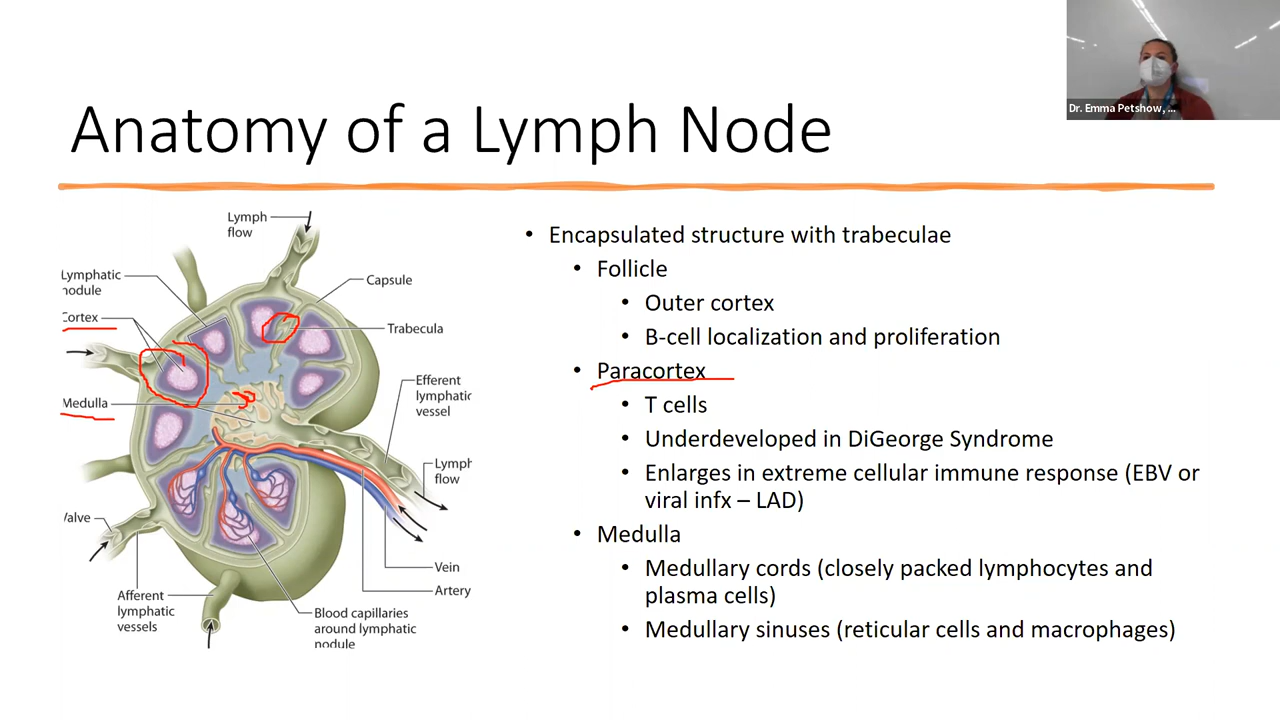 Dr. Emma Petshow, ...
Anatomy of a Lymph Node
Lymph
flow
Lymphatic
nodule
Cortex
Medulla
Valve
Afferent
lymphatic
vessels
Capsule
Trabecula
Efferent
lymphatic
vessel
Lymph
flow
Vein
Artery
Blood capillaries
around lymphatic
nodule
• Encapsulated structure with trabeculae
• Follicle
• Outer cortex
• B-cell localization and proliferation
• Paracortex
• T cells
• Underdeveloped in DiGeorge Syndrome
• Enlarges in extreme cellular immune response (EBV or
viral infx – LAD)
• Medulla
• Medullary cords (closely packed lymphocytes and
plasma cells)
• Medullary sinuses (reticular cells and macrophages)